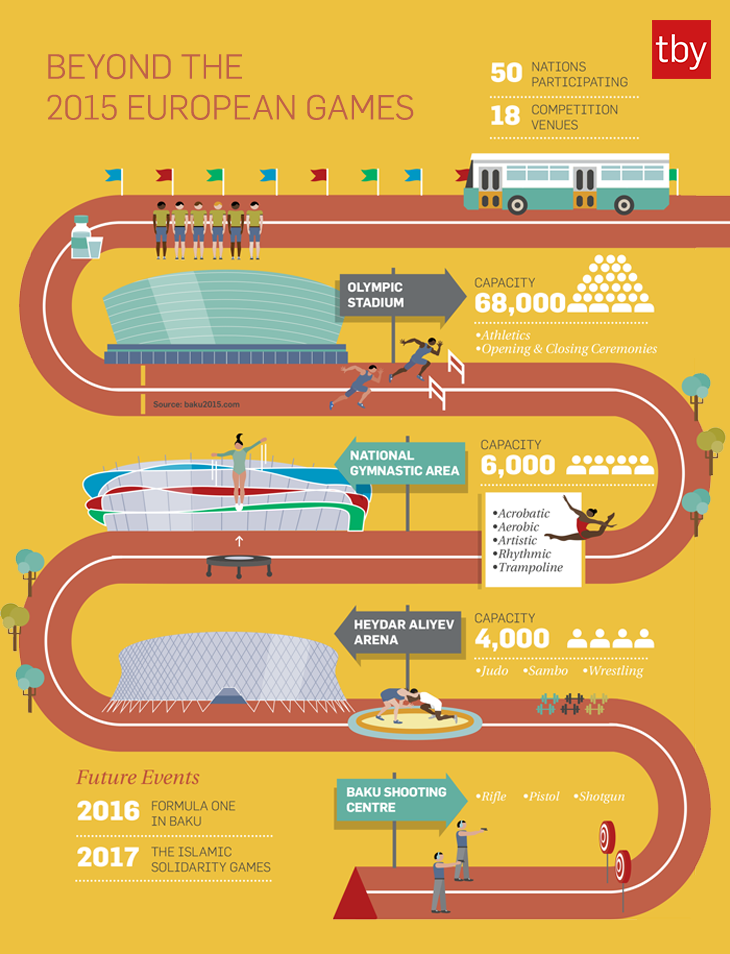 tby
BEYOND THE
2015 EUROPEAN GAMES
50 NATIONS
PARTICIPATING
18 COMPETITION
VENUES
OLYMPIC
STADIUM
CAPACITY
68,000
•Athletics
•Opening & Closing Ceremonies
Source: baku2015.com
NATIONAL
GYMNASTIC AREA
CAPACITY
6,000
•Acrobatic
•Aerobic
•Artistic
•Rhythmic
•Trampoline
HEYDAR ALIYEV
ARENA
CAPACITY
4,000
•Judo •Sambo •Wrestling
Future Events
2016 FORMULA ONE
IN BAKU
2017 THE ISLAMIC
SOLIDARITY GAMES
BAKU SHOOTING
CENTRE
•Rifle •Pistol •Shotgun